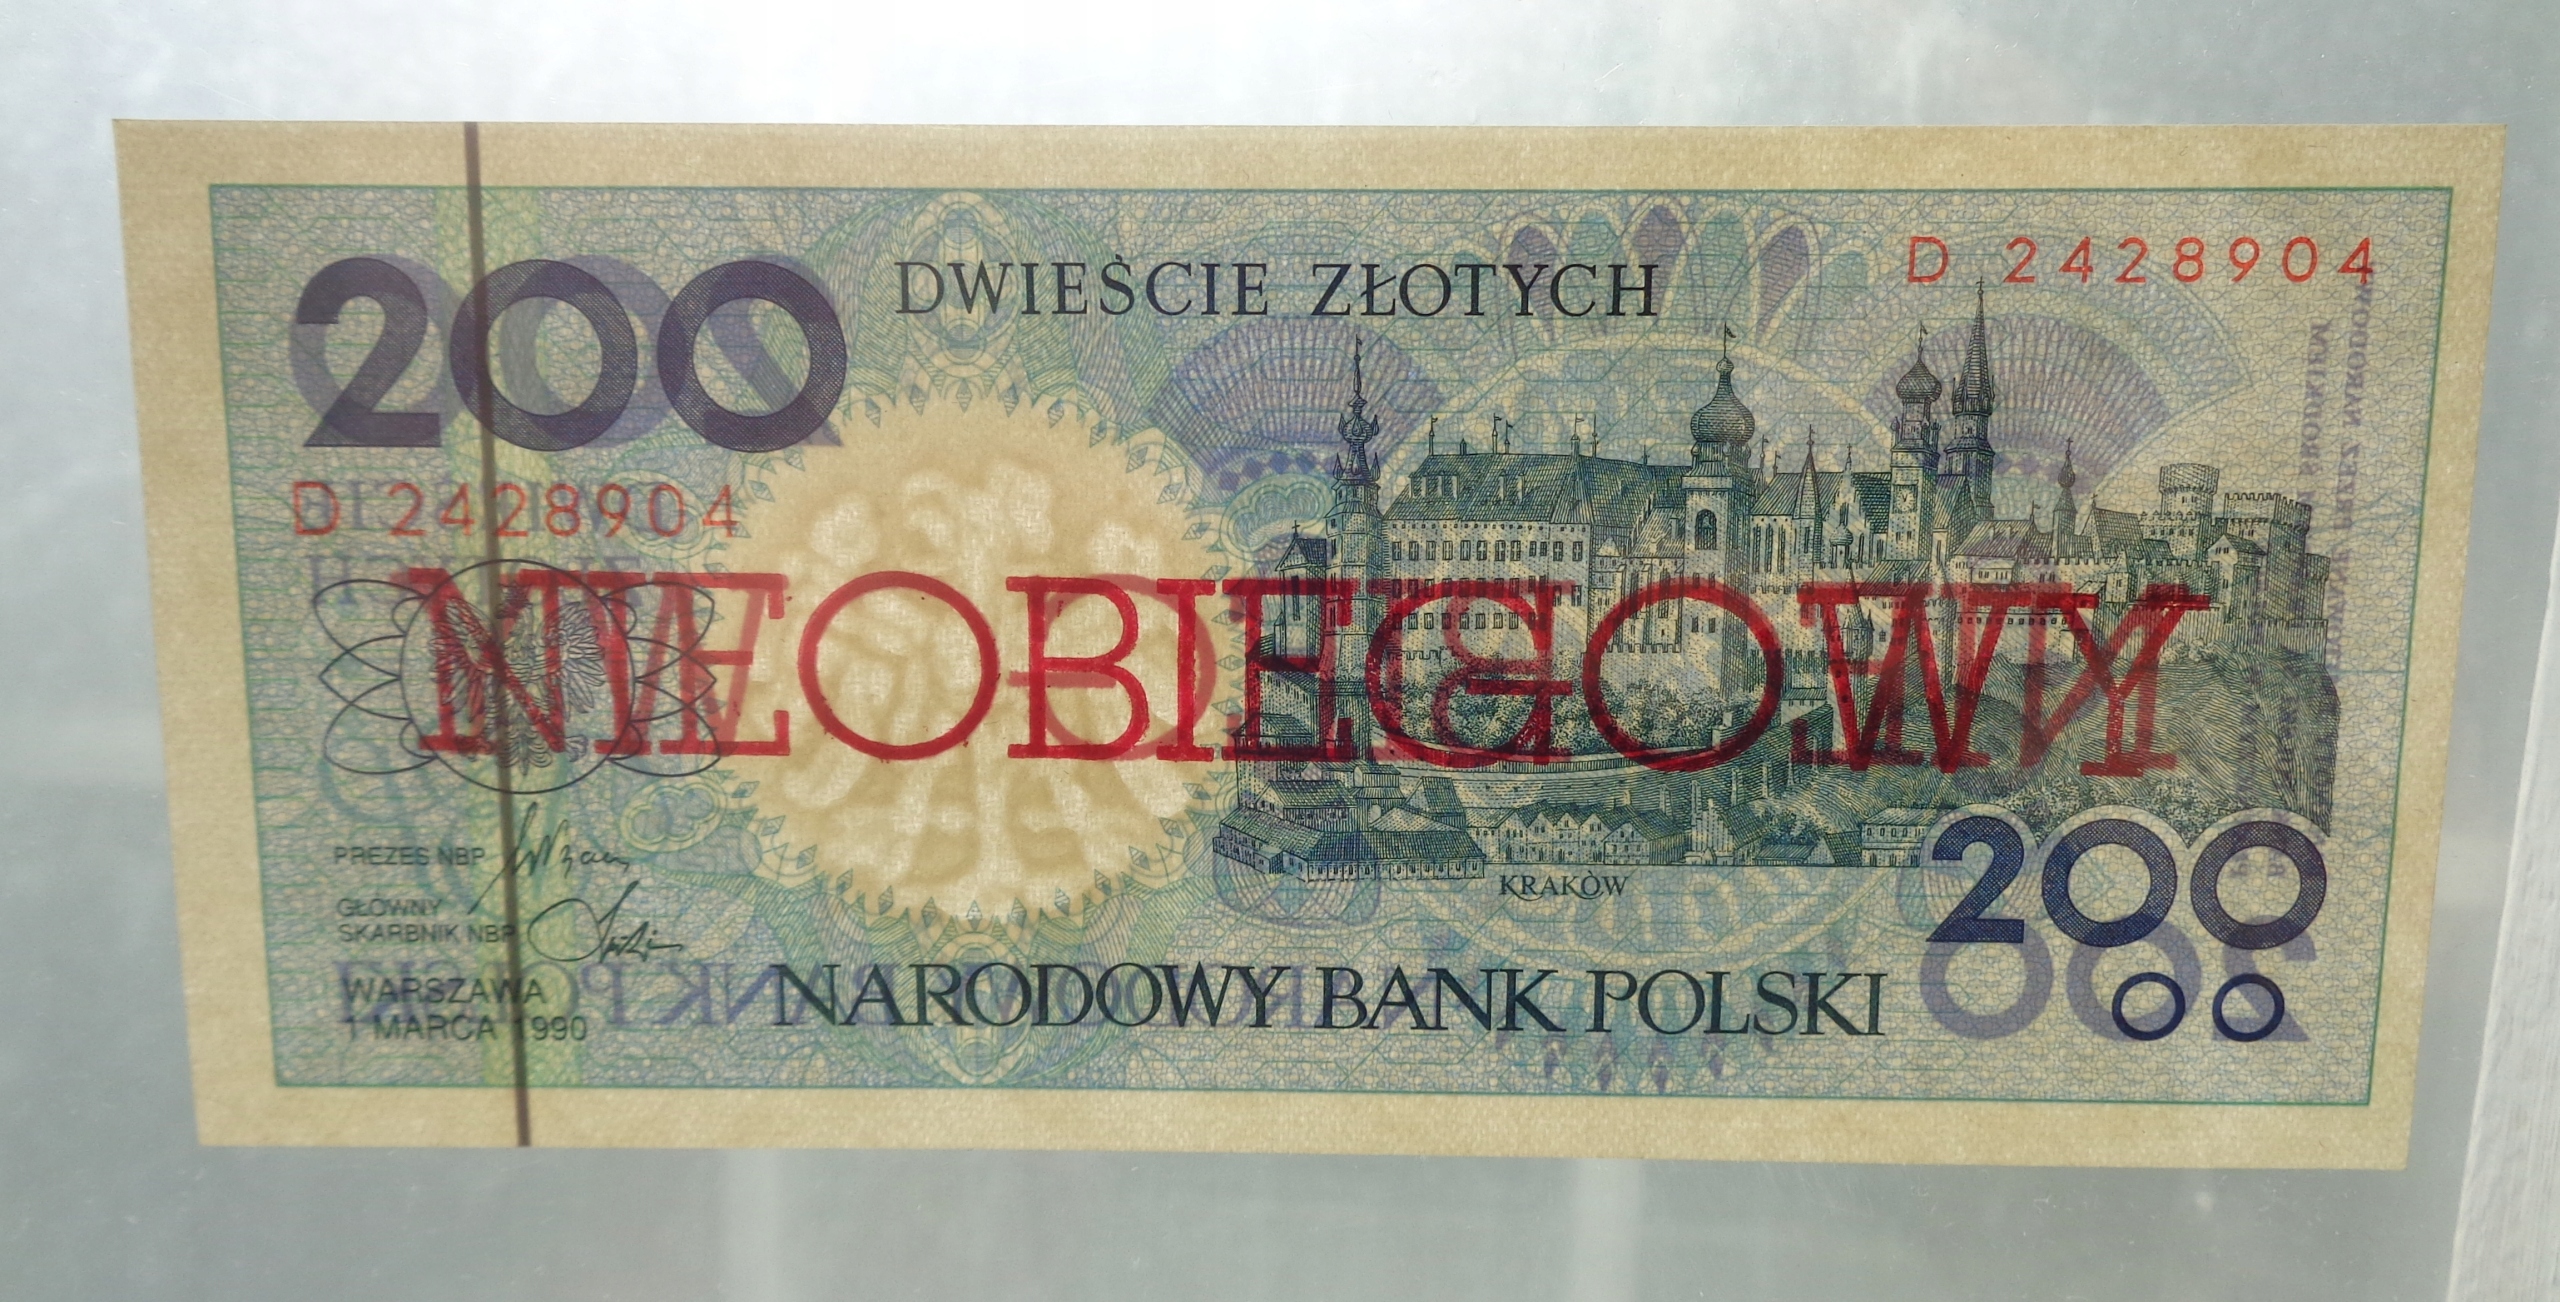 200
DWIEŚCIE ZŁOTYCH
D 2428904
D 2428904
NIEOBIEGOWY
PREZES NBP
GŁÓWNY
SKARBNIK NBP
KRAKÓW
200
WARSZAWA
1 MARCA 1990
NARODOWY BANK POLSKI